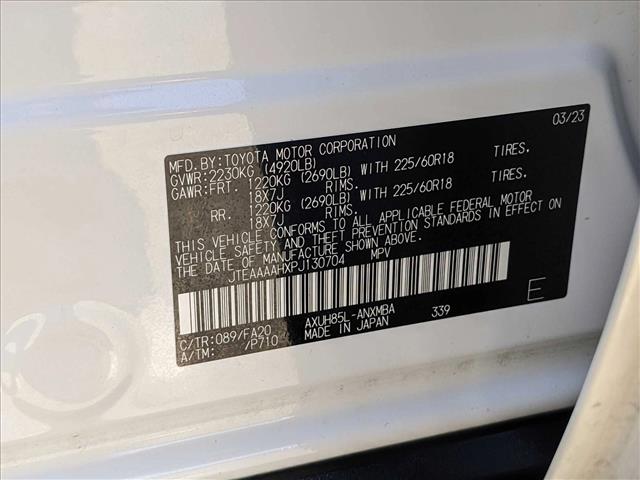 MFD. BY: TOYOTA MOTOR CORPORATION 03/23
GVWR: 2230KG (4920LB)
GAWR: FRT. 1220KG (2690LB) WITH 225/60R18 TIRES.
18X7J RIMS.
RR. 1220KG (2690LB) WITH 225/60R18 TIRES.
18X7J RIMS.
THIS VEHICLE CONFORMS TO ALL APPLICABLE FEDERAL MOTOR
VEHICLE SAFETY AND THEFT PREVENTION STANDARDS IN EFFECT ON
THE DATE OF MANUFACTURE SHOWN ABOVE.
JTEAAAAHXPJ130704 MPV
C/TR: 089/FA20 AXUH85L-ANXMBA 339 E
A/TM: /P710 MADE IN JAPAN